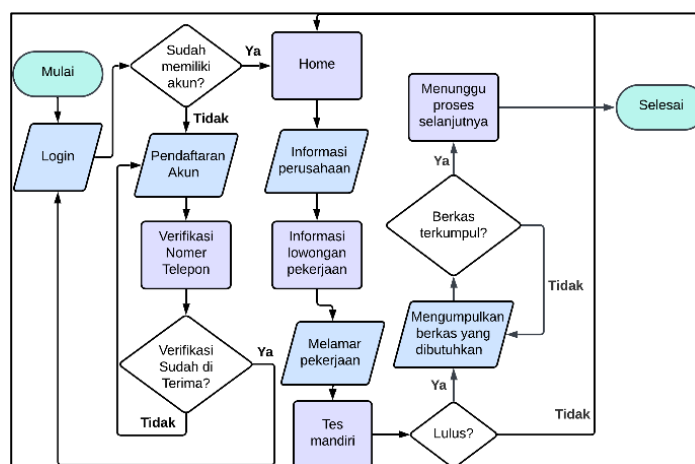 Mulai
Login
Sudah
memiliki
akun?
Ya
Tidak
Pendaftaran
Akun
Verifikasi
Nomer
Telepon
Verifikasi
Sudah di
Terima?
Ya
Tidak
Home
Informasi
perusahaan
Informasi
lowongan
pekerjaan
Melamar
pekerjaan
Tes
mandiri
Lulus?
Ya
Tidak
Mengumpulkan
berkas yang
dibutuhkan
Berkas
terkumpul?
Tidak
Ya
Menunggu
proses
selanjutnya
Selesai